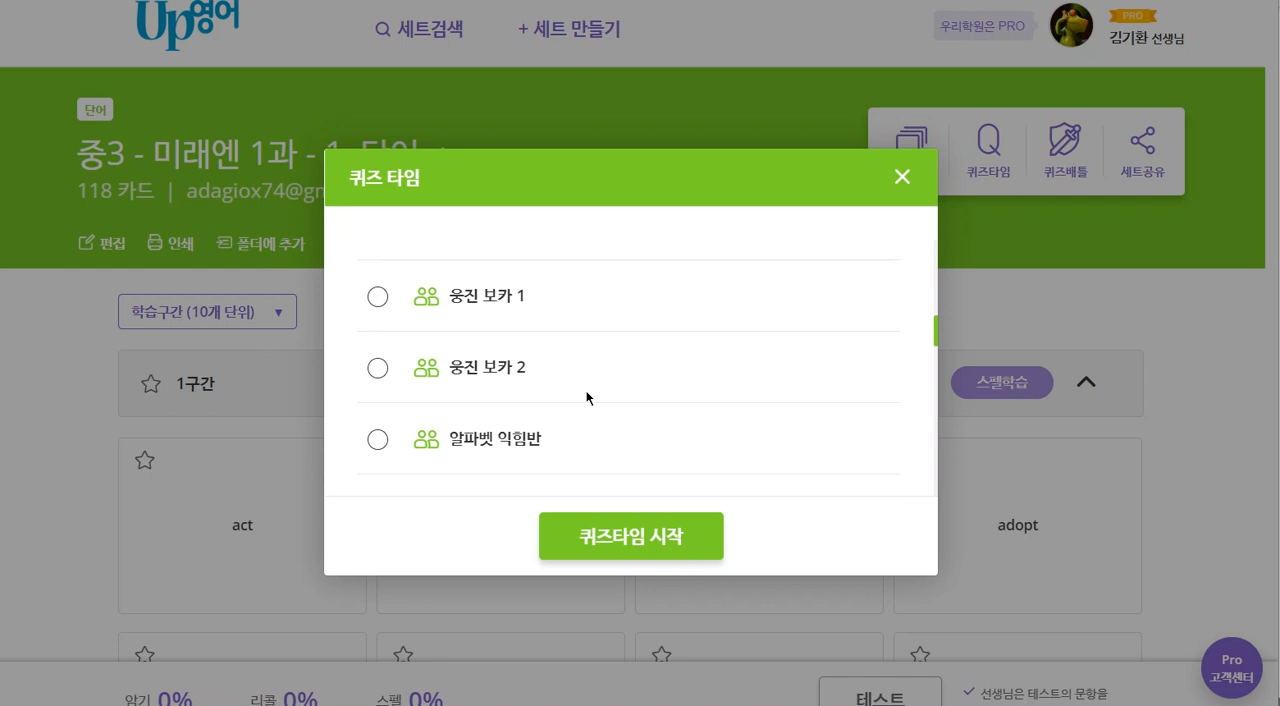 Up영어
세트검색
+ 세트 만들기
우리학원은 PRO
PRO
김기환 선생님
단어
중3 - 미래엔 1과 - 1.
118 카드 | adagiox74@gm
편집
인쇄
폴더에 추가
퀴즈타임
퀴즈배틀
세트공유
퀴즈 타임
웅진 보카 1
웅진 보카 2
알파벳 익힘반
퀴즈타임 시작
학습구간 (10개 단위)
1구간
스펠학습
act
adopt
암기 0%
리콜 0%
스펠 0%
테스트
선생님은 테스트의 문항을
Pro
고객센터